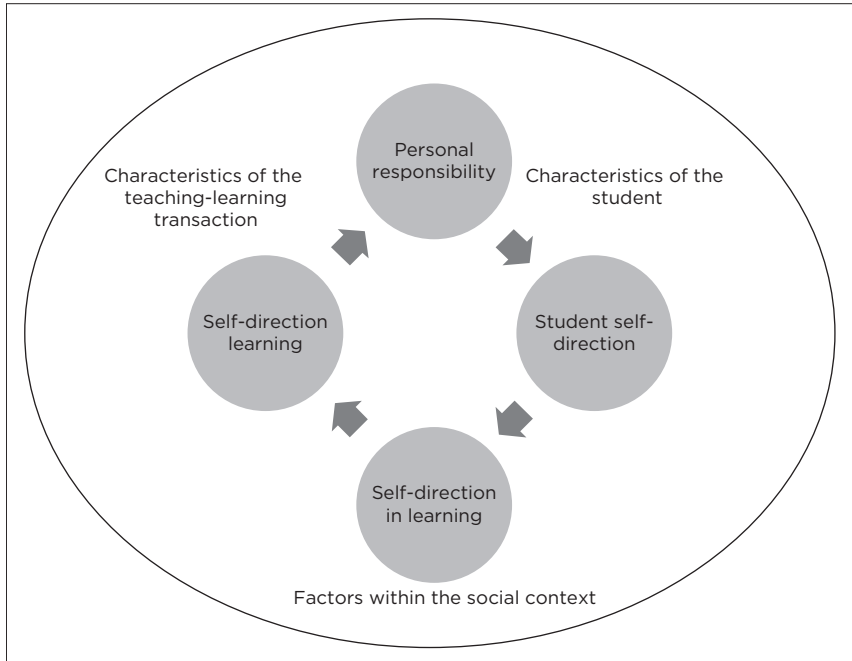 Personal
responsibility
Characteristics of the
teaching-learning
transaction
Characteristics of the
student
Self-direction
learning
Student self-
direction
Self-direction
in learning
Factors within the social context